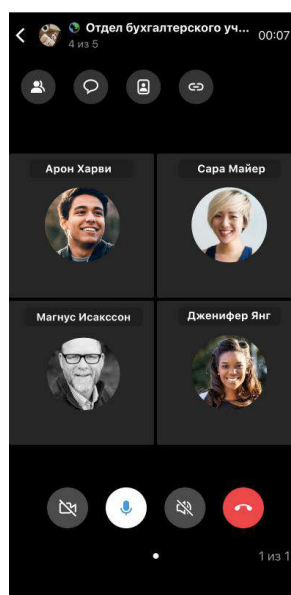 Отдел бухгалтерского уч...
4 из 5
00:07
Арон Харви
Сара Майер
Магнус Исакссон
Дженифер Янг
1 из 1